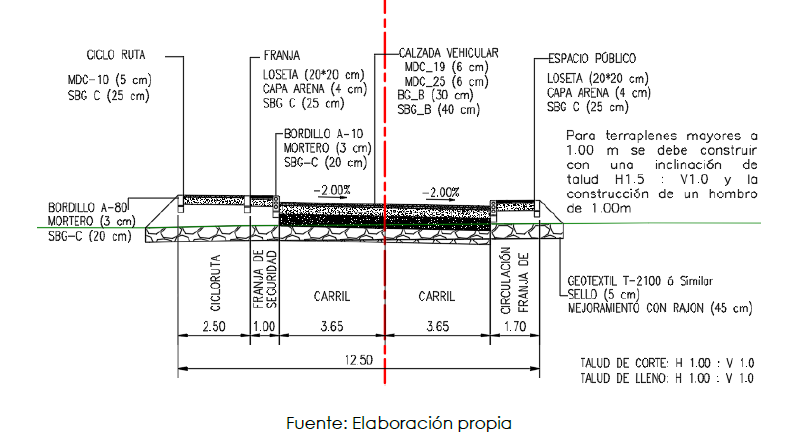 CICLO RUTA
MDC-10 (5 cm)
SBG C (25 cm)
FRANJA
LOSETA (20*20 cm)
CAPA ARENA (4 cm)
SBG C (25 cm)
CALZADA VEHICULAR
MDC_19 (6 cm)
MDC_25 (6 cm)
BG_B (30 cm)
SBG_B (40 cm)
ESPACIO PÚBLICO
LOSETA (20*20 cm)
CAPA ARENA (4 cm)
SBG C (25 cm)
BORDILLO A-10
MORTERO (3 cm)
SBG-C (20 cm)
Para terraplenes mayores a
1.00 m se debe construir
con una inclinación de
talud H1.5 : V1.0 y la
construcción de un hombro
de 1.00m
-2.00%
-2.00%
BORDILLO A-80
MORTERO (3 cm)
SBG-C (20 cm)
CICLORUTA
FRANJA DE
SEGURIDAD
CARRIL
CARRIL
CIRCULACIÓN
FRANJA DE
GEOTEXTIL T-2100 ó Similar
SELLO (5 cm)
MEJORAMIENTO CON RAJON (45 cm)
2.50
1.00
3.65
3.65
1.70
12.50
TALUD DE CORTE: H 1.00 : V 1.0
TALUD DE LLENO: H 1.00 : V 1.0
Fuente: Elaboración propia